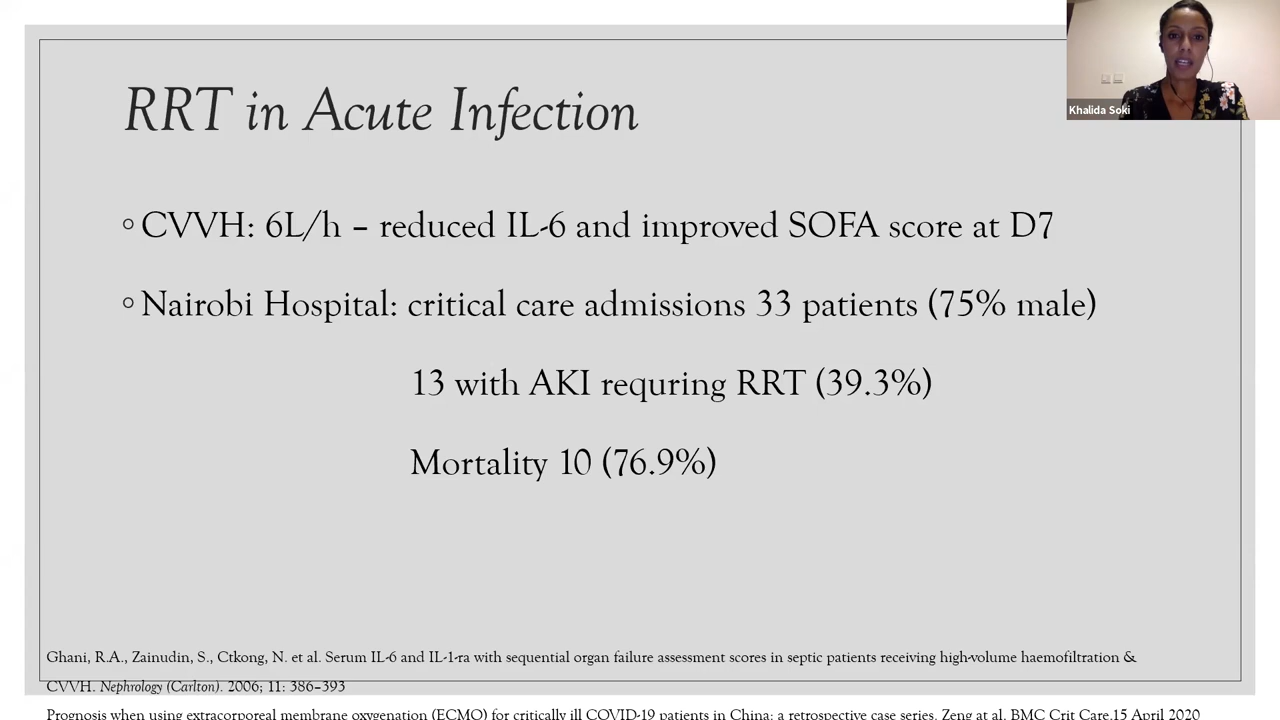 RRT in Acute Infection
Khalida Soki
◦ CVVH: 6L/h – reduced IL-6 and improved SOFA score at D7
◦ Nairobi Hospital: critical care admissions 33 patients (75% male)
13 with AKI requring RRT (39.3%)
Mortality 10 (76.9%)
Ghani, R.A., Zainudin, S., Ctkong, N. et al. Serum IL-6 and IL-1-ra with sequential organ failure assessment scores in septic patients receiving high-volume haemofiltration &
CVVH. Nephrology (Carlton). 2006; 11: 386–393
Prognosis when using extracorporeal membrane oxygenation (ECMO) for critically ill COVID-19 patients in China: a retrospective case series. Zeng at al. BMC Crit Care.15 April 2020